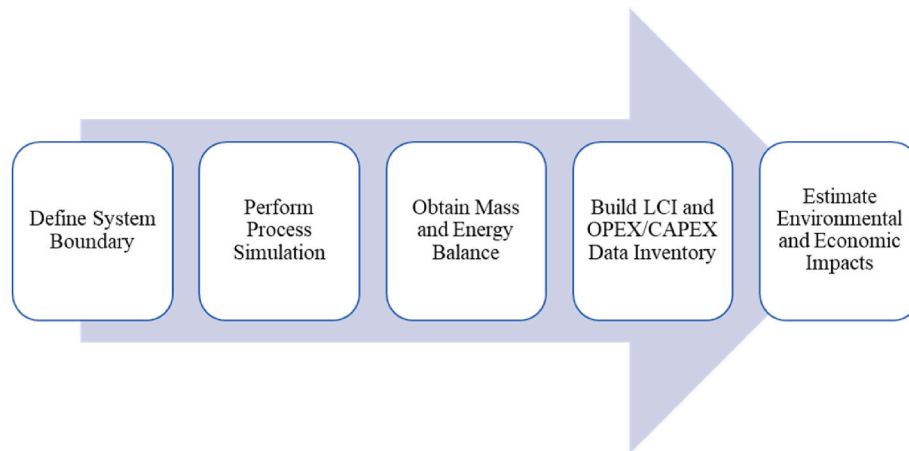 Define System
Boundary
Perform
Process
Simulation
Obtain Mass
and Energy
Balance
Build LCI and
OPEX/CAPEX
Data Inventory
Estimate
Environmental
and Economic
Impacts